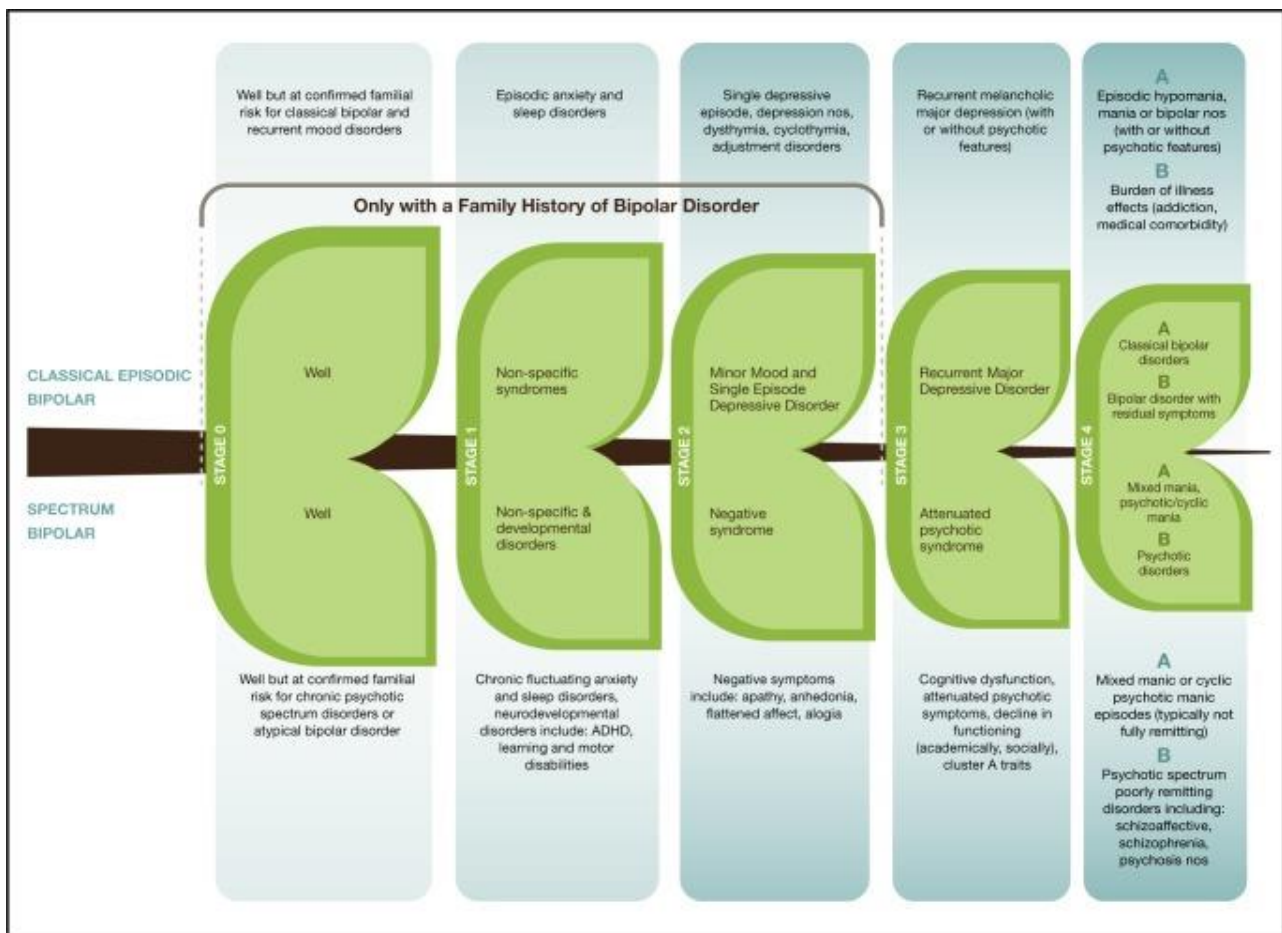 Well but at confirmed familial
risk for classical bipolar and
recurrent mood disorders
Episodic anxiety and
sleep disorders
Single depressive
episode, depression nos,
dysthymia, cyclothymia,
adjustment disorders
Recurrent melancholic
major depression (with
or without psychotic
features)
A
Episodic hypomania,
mania or bipolar nos
(with or without
psychotic features)
B
Burden of illness
effects (addiction,
medical comorbidity)
Only with a Family History of Bipolar Disorder
CLASSICAL EPISODIC
BIPOLAR
SPECTRUM
BIPOLAR
STAGE 0
Well
Well
STAGE 1
Non-specific
syndromes
Non-specific &
developmental
disorders
STAGE 2
Minor Mood and
Single Episode
Depressive Disorder
Negative
syndrome
STAGE 3
Recurrent Major
Depressive Disorder
Attenuated
psychotic
syndrome
STAGE 4
A
Classical bipolar
disorders
B
Bipolar disorder with
residual symptoms
A
Mixed mania,
psychotic/cyclic
mania
B
Psychotic
disorders
Well but at confirmed familial
risk for chronic psychotic
spectrum disorders or
atypical bipolar disorder
Chronic fluctuating anxiety
and sleep disorders,
neurodevelopmental
disorders include: ADHD,
learning and motor
disabilities
Negative symptoms
include: apathy, anhedonia,
flattened affect, alogia
Cognitive dysfunction,
attenuated psychotic
symptoms, decline in
functioning
(academically, socially),
cluster A traits
A
Mixed manic or cyclic
psychotic manic
episodes (typically not
fully remitting)
B
Psychotic spectrum
poorly remitting
disorders including:
schizoaffective,
schizophrenia,
psychosis nos